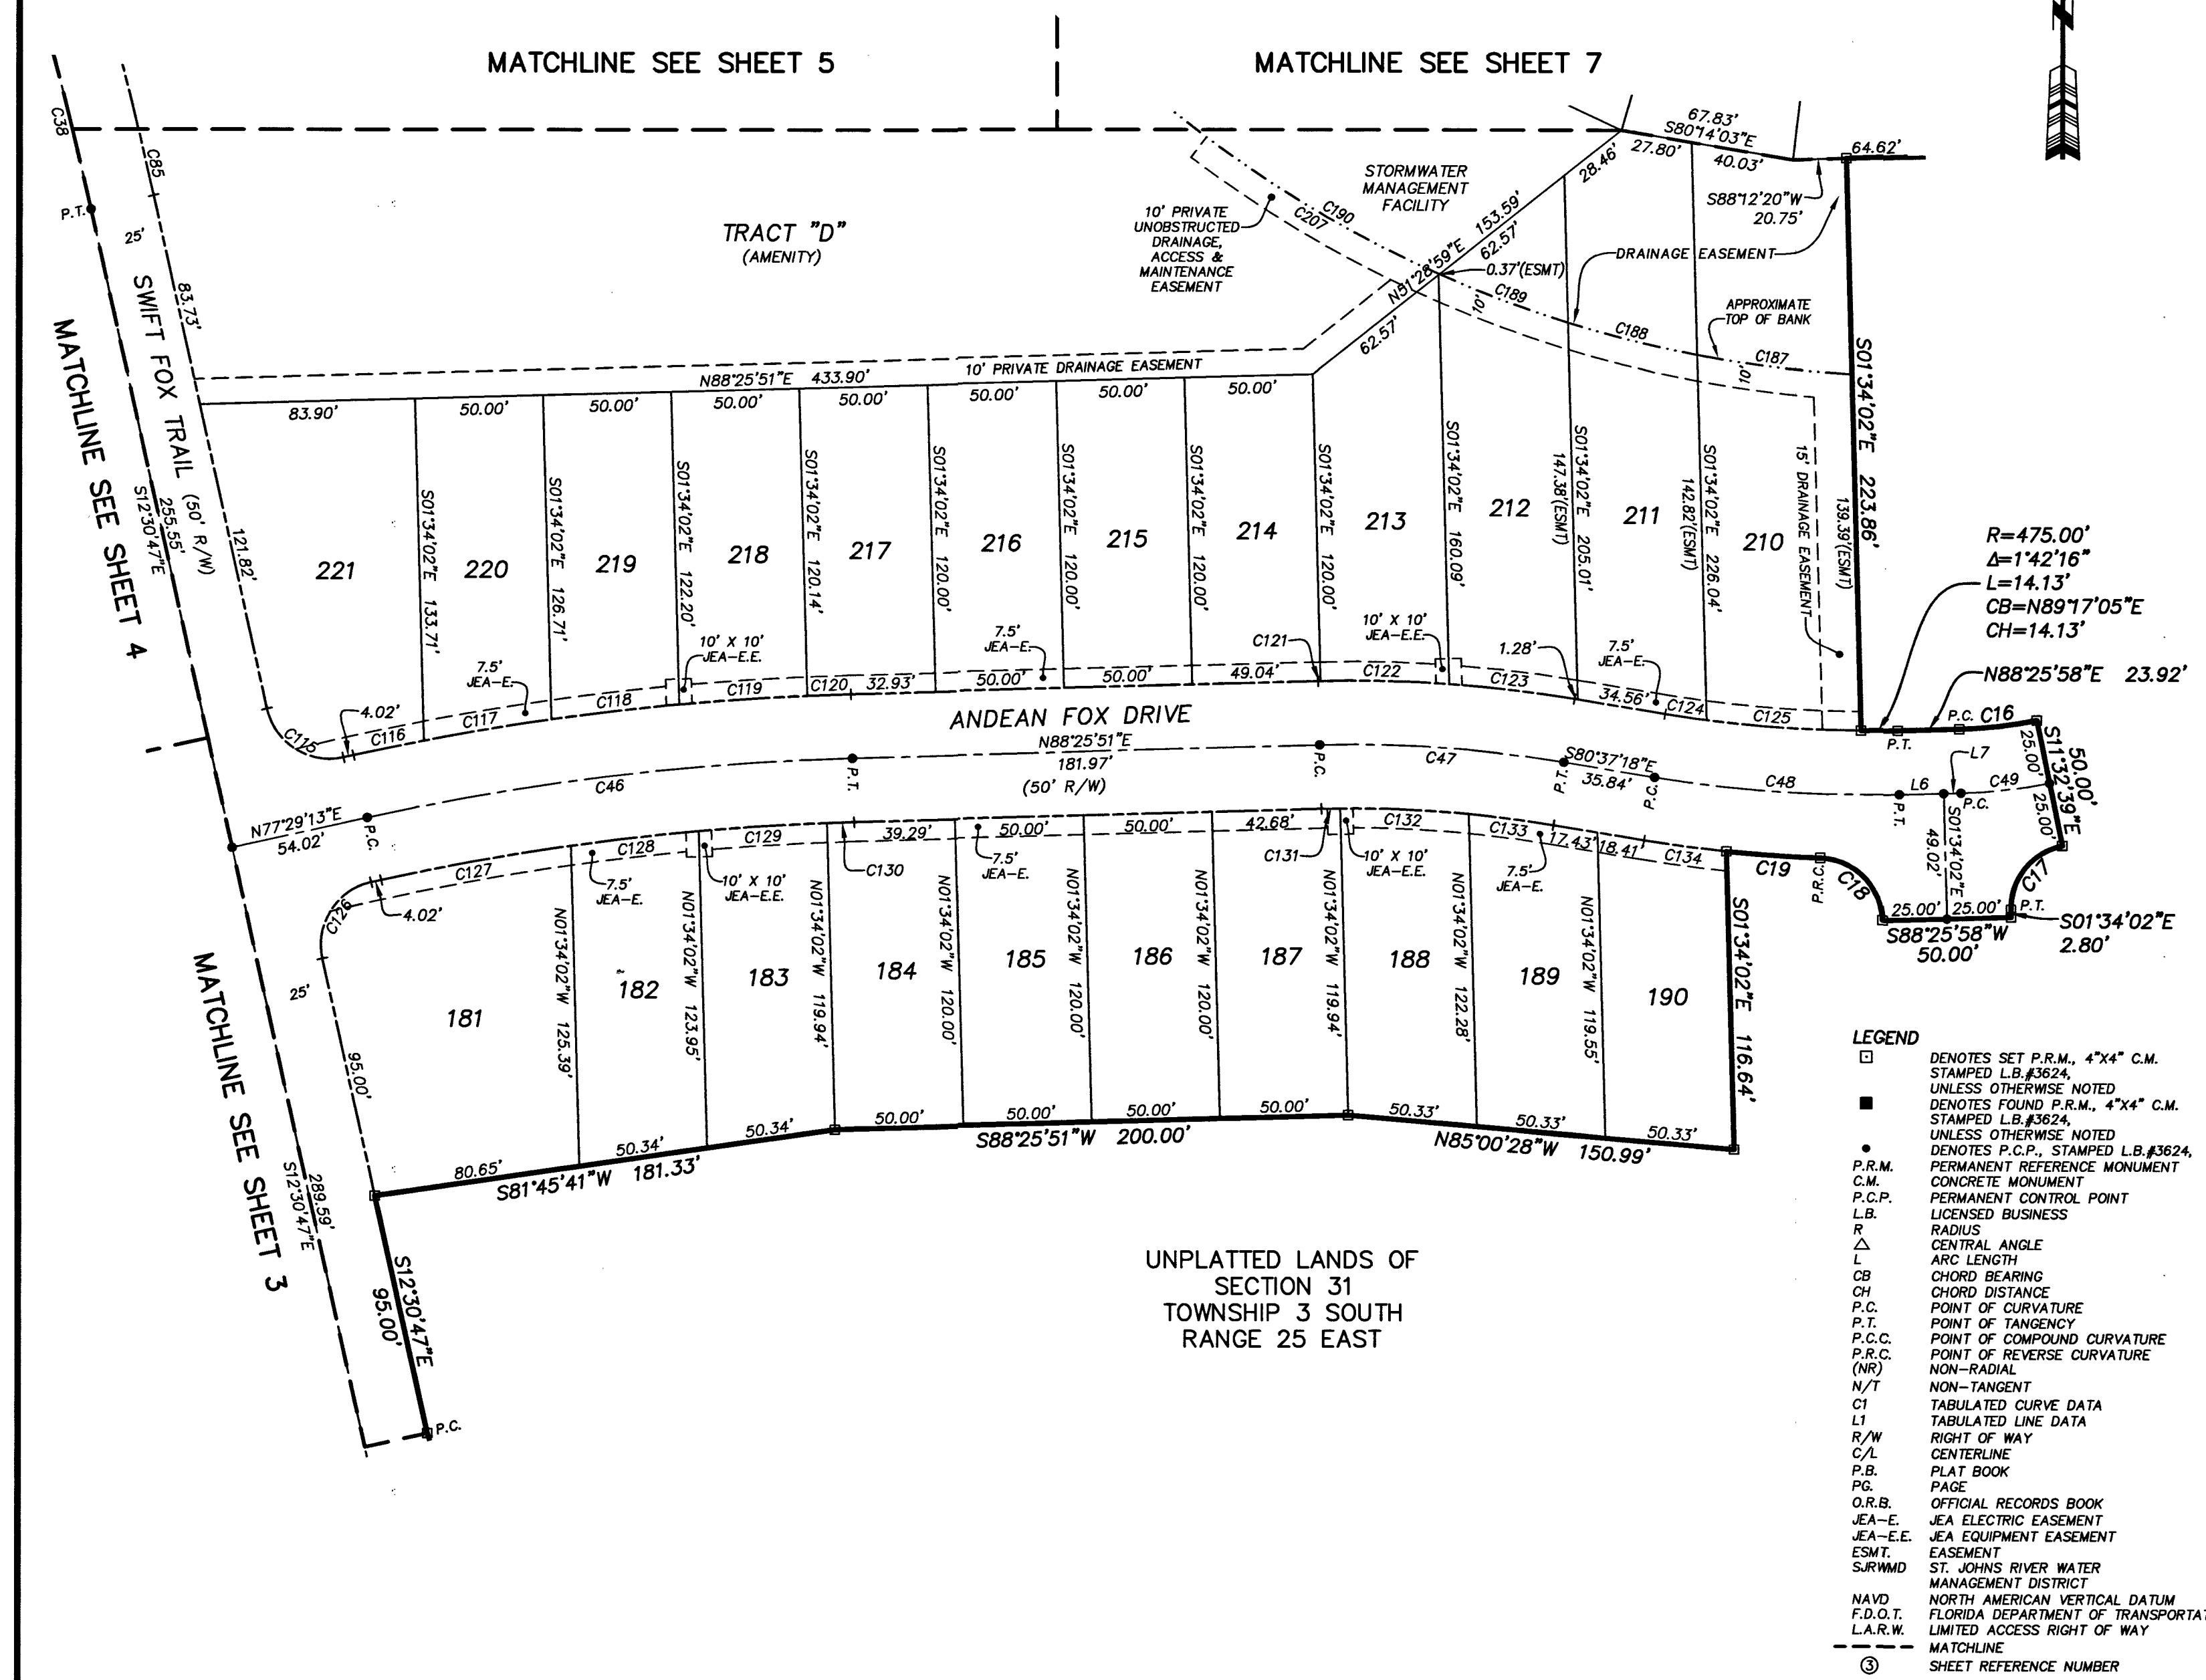 MATCHLINE SEE SHEET 5
MATCHLINE SEE SHEET 7
N
C38
C85
P.T.
25'
83.73'
SWIFT FOX TRAIL (50' R/W)
MATCHLINE SEE SHEET 4
255.55'
S12°30'47"E
121.82'
TRACT "D"
(AMENITY)
10' PRIVATE
UNOBSTRUCTED
DRAINAGE,
ACCESS &
MAINTENANCE
EASEMENT
C190
C207
STORMWATER
MANAGEMENT
FACILITY
67.83'
S80°14'03"E
27.80'
40.03'
64.62'
28.46'
S88°12'20"W
20.75'
N51°28'59"E 153.59'
62.57'
62.57'
0.37'(ESMT)
DRAINAGE EASEMENT
C189
10'
C188
APPROXIMATE
TOP OF BANK
C187
10'
N88°25'51"E 433.90'
10' PRIVATE DRAINAGE EASEMENT
83.90'
50.00'
50.00'
50.00'
50.00'
50.00'
50.00'
50.00'
221
S01°34'02"E 133.71'
220
S01°34'02"E 126.71'
219
S01°34'02"E 122.20'
218
S01°34'02"E 120.14'
217
S01°34'02"E 120.00'
216
S01°34'02"E 120.00'
215
S01°34'02"E 120.00'
214
S01°34'02"E 120.00'
213
S01°34'02"E 160.09'
212
147.38'(ESMT)
S01°34'02"E 205.01'
211
142.82'(ESMT)
S01°34'02"E 226.04'
210
15' DRAINAGE EASEMENT
139.39'(ESMT)
S01°34'02"E 223.86'
R=475.00'
Δ=1°42'16"
L=14.13'
CB=N89°17'05"E
CH=14.13'
N88°25'58"E 23.92'
C115
4.02'
C116
7.5'
JEA-E.
C117
C118
10' X 10'
JEA-E.E.
C119
C120
32.93'
7.5'
JEA-E.
50.00'
50.00'
C121
49.04'
C122
10' X 10'
JEA-E.E.
C123
1.28'
7.5'
JEA-E.
34.56'
C124
C125
P.T.
P.C.
C16
S11°32'39"E
50.00'
25.00'
25.00'
L7
L6
C49
P.C.
P.T.
ANDEAN FOX DRIVE
N88°25'51"E
181.97'
(50' R/W)
N77°29'13"E
54.02'
P.C.
C46
P.T.
P.C.
C47
P.T.
S80°37'18"E
35.84'
P.C.
C48
S01°34'02"E
49.02'
C126
4.02'
C127
C128
7.5'
JEA-E.
C129
10' X 10'
JEA-E.E.
C130
39.29'
50.00'
7.5'
JEA-E.
50.00'
42.68'
C131
C132
10' X 10'
JEA-E.E.
C133
7.5'
JEA-E.
17.43'
18.41'
C134
C19
P.R.C.
C18
C17
P.T.
25.00'
25.00'
S88°25'58"W
50.00'
S01°34'02"E
2.80'
25'
95.00'
MATCHLINE SEE SHEET 3
289.59'
S12°30'47"E
181
N01°34'02"W 125.39'
182
N01°34'02"W 123.95'
183
N01°34'02"W 119.94'
184
N01°34'02"W 120.00'
185
N01°34'02"W 120.00'
186
N01°34'02"W 120.00'
187
N01°34'02"W 119.94'
188
N01°34'02"W 122.28'
189
N01°34'02"W 119.55'
190
S01°34'02"E 116.64'
80.65'
50.34'
50.34'
S81°45'41"W 181.33'
50.00'
50.00'
50.00'
50.00'
S88°25'51"W 200.00'
50.33'
50.33'
50.33'
N85°00'28"W 150.99'
S12°30'47"E
95.00'
P.C.
UNPLATTED LANDS OF
SECTION 31
TOWNSHIP 3 SOUTH
RANGE 25 EAST
LEGEND
DENOTES SET P.R.M., 4"X4" C.M.
STAMPED L.B.#3624,
UNLESS OTHERWISE NOTED
DENOTES FOUND P.R.M., 4"X4" C.M.
STAMPED L.B.#3624,
UNLESS OTHERWISE NOTED
DENOTES P.C.P., STAMPED L.B.#3624,
P.R.M. PERMANENT REFERENCE MONUMENT
C.M. CONCRETE MONUMENT
P.C.P. PERMANENT CONTROL POINT
L.B. LICENSED BUSINESS
R RADIUS
△ CENTRAL ANGLE
L ARC LENGTH
CB CHORD BEARING
CH CHORD DISTANCE
P.C. POINT OF CURVATURE
P.T. POINT OF TANGENCY
P.C.C. POINT OF COMPOUND CURVATURE
P.R.C. POINT OF REVERSE CURVATURE
(NR) NON-RADIAL
N/T NON-TANGENT
C1 TABULATED CURVE DATA
L1 TABULATED LINE DATA
R/W RIGHT OF WAY
C/L CENTERLINE
P.B. PLAT BOOK
PG. PAGE
O.R.B. OFFICIAL RECORDS BOOK
JEA-E. JEA ELECTRIC EASEMENT
JEA-E.E. JEA EQUIPMENT EASEMENT
ESMT. EASEMENT
SJRWMD ST. JOHNS RIVER WATER
MANAGEMENT DISTRICT
NAVD NORTH AMERICAN VERTICAL DATUM
F.D.O.T. FLORIDA DEPARTMENT OF TRANSPORTAT
L.A.R.W. LIMITED ACCESS RIGHT OF WAY
MATCHLINE
③ SHEET REFERENCE NUMBER